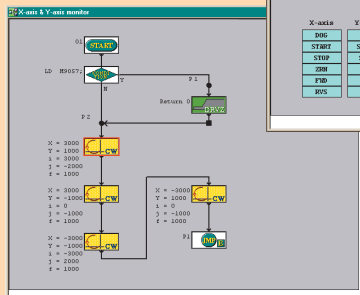 X-axis & Y-axis monitor
01
START
LD M9057;
Y
N
P1
Return 0
DRVZ
P2
X = 3000
Y = 1000
i = 3000
j = -2000
f = 1000
CW
X = 3000
Y = -1000
i = 0
j = -1000
f = 1000
CW
X = -3000
Y = -1000
i = -3000
j = 2000
f = 1000
CW
X = -3000
Y = 1000
i = 0
j = -1000
f = 1000
CW
P1
JMP
X-axis
DOG
START
STOP
ZRN
FWD
RVS